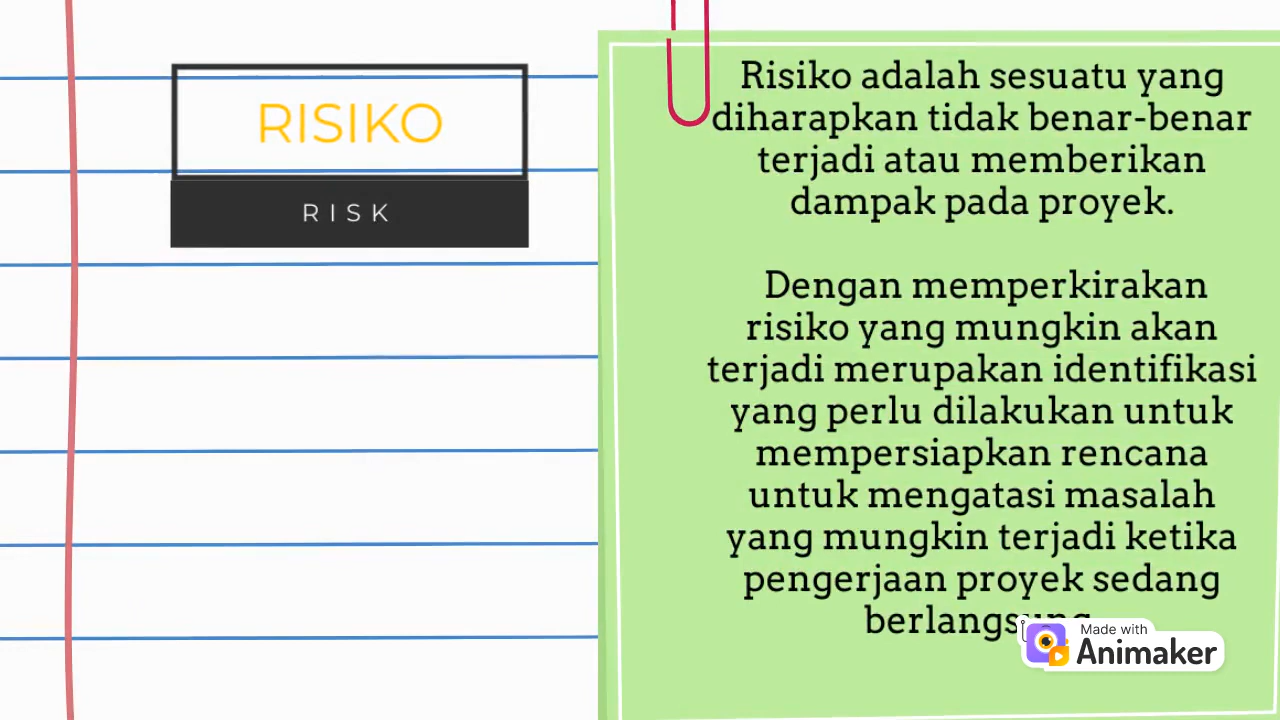 RISIKO
RISK
Risiko adalah sesuatu yang
diharapkan tidak benar-benar
terjadi atau memberikan
dampak pada proyek.
Dengan memperkirakan
risiko yang mungkin akan
terjadi merupakan identifikasi
yang perlu dilakukan untuk
mempersiapkan rencana
untuk mengatasi masalah
yang mungkin terjadi ketika
pengerjaan proyek sedang
berlangsung
Made with
Animaker